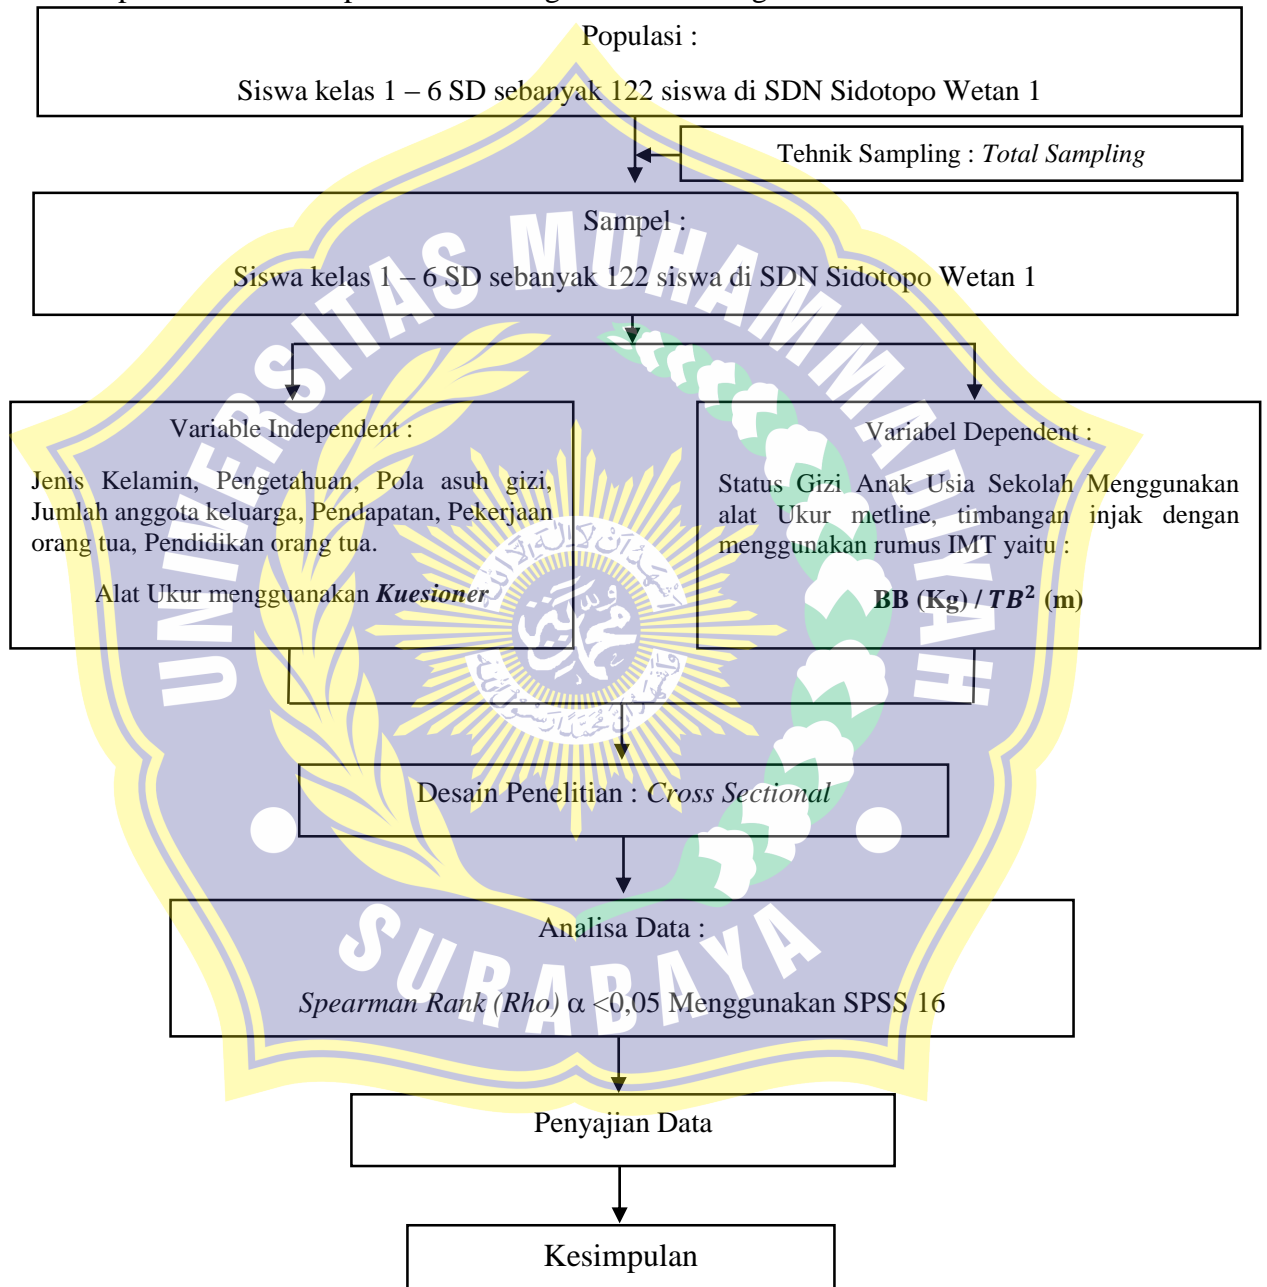 Populasi :
Siswa kelas 1 – 6 SD sebanyak 122 siswa di SDN Sidotopo Wetan 1
Tehnik Sampling : Total Sampling
Sampel :
Siswa kelas 1 – 6 SD sebanyak 122 siswa di SDN Sidotopo Wetan 1
Variable Independent :
Jenis Kelamin, Pengetahuan, Pola asuh gizi,
Jumlah anggota keluarga, Pendapatan, Pekerjaan
orang tua, Pendidikan orang tua.
Alat Ukur mengguanakan Kuesioner
Variabel Dependent :
Status Gizi Anak Usia Sekolah Menggunakan
alat Ukur metline, timbangan injak dengan
menggunakan rumus IMT yaitu :
BB (Kg) / TB² (m)
Desain Penelitian : Cross Sectional
Analisa Data :
Spearman Rank (Rho) α <0,05 Menggunakan SPSS 16
Penyajian Data
Kesimpulan
UNIVERSITAS MUHAMMADIYAH
SURABAYA